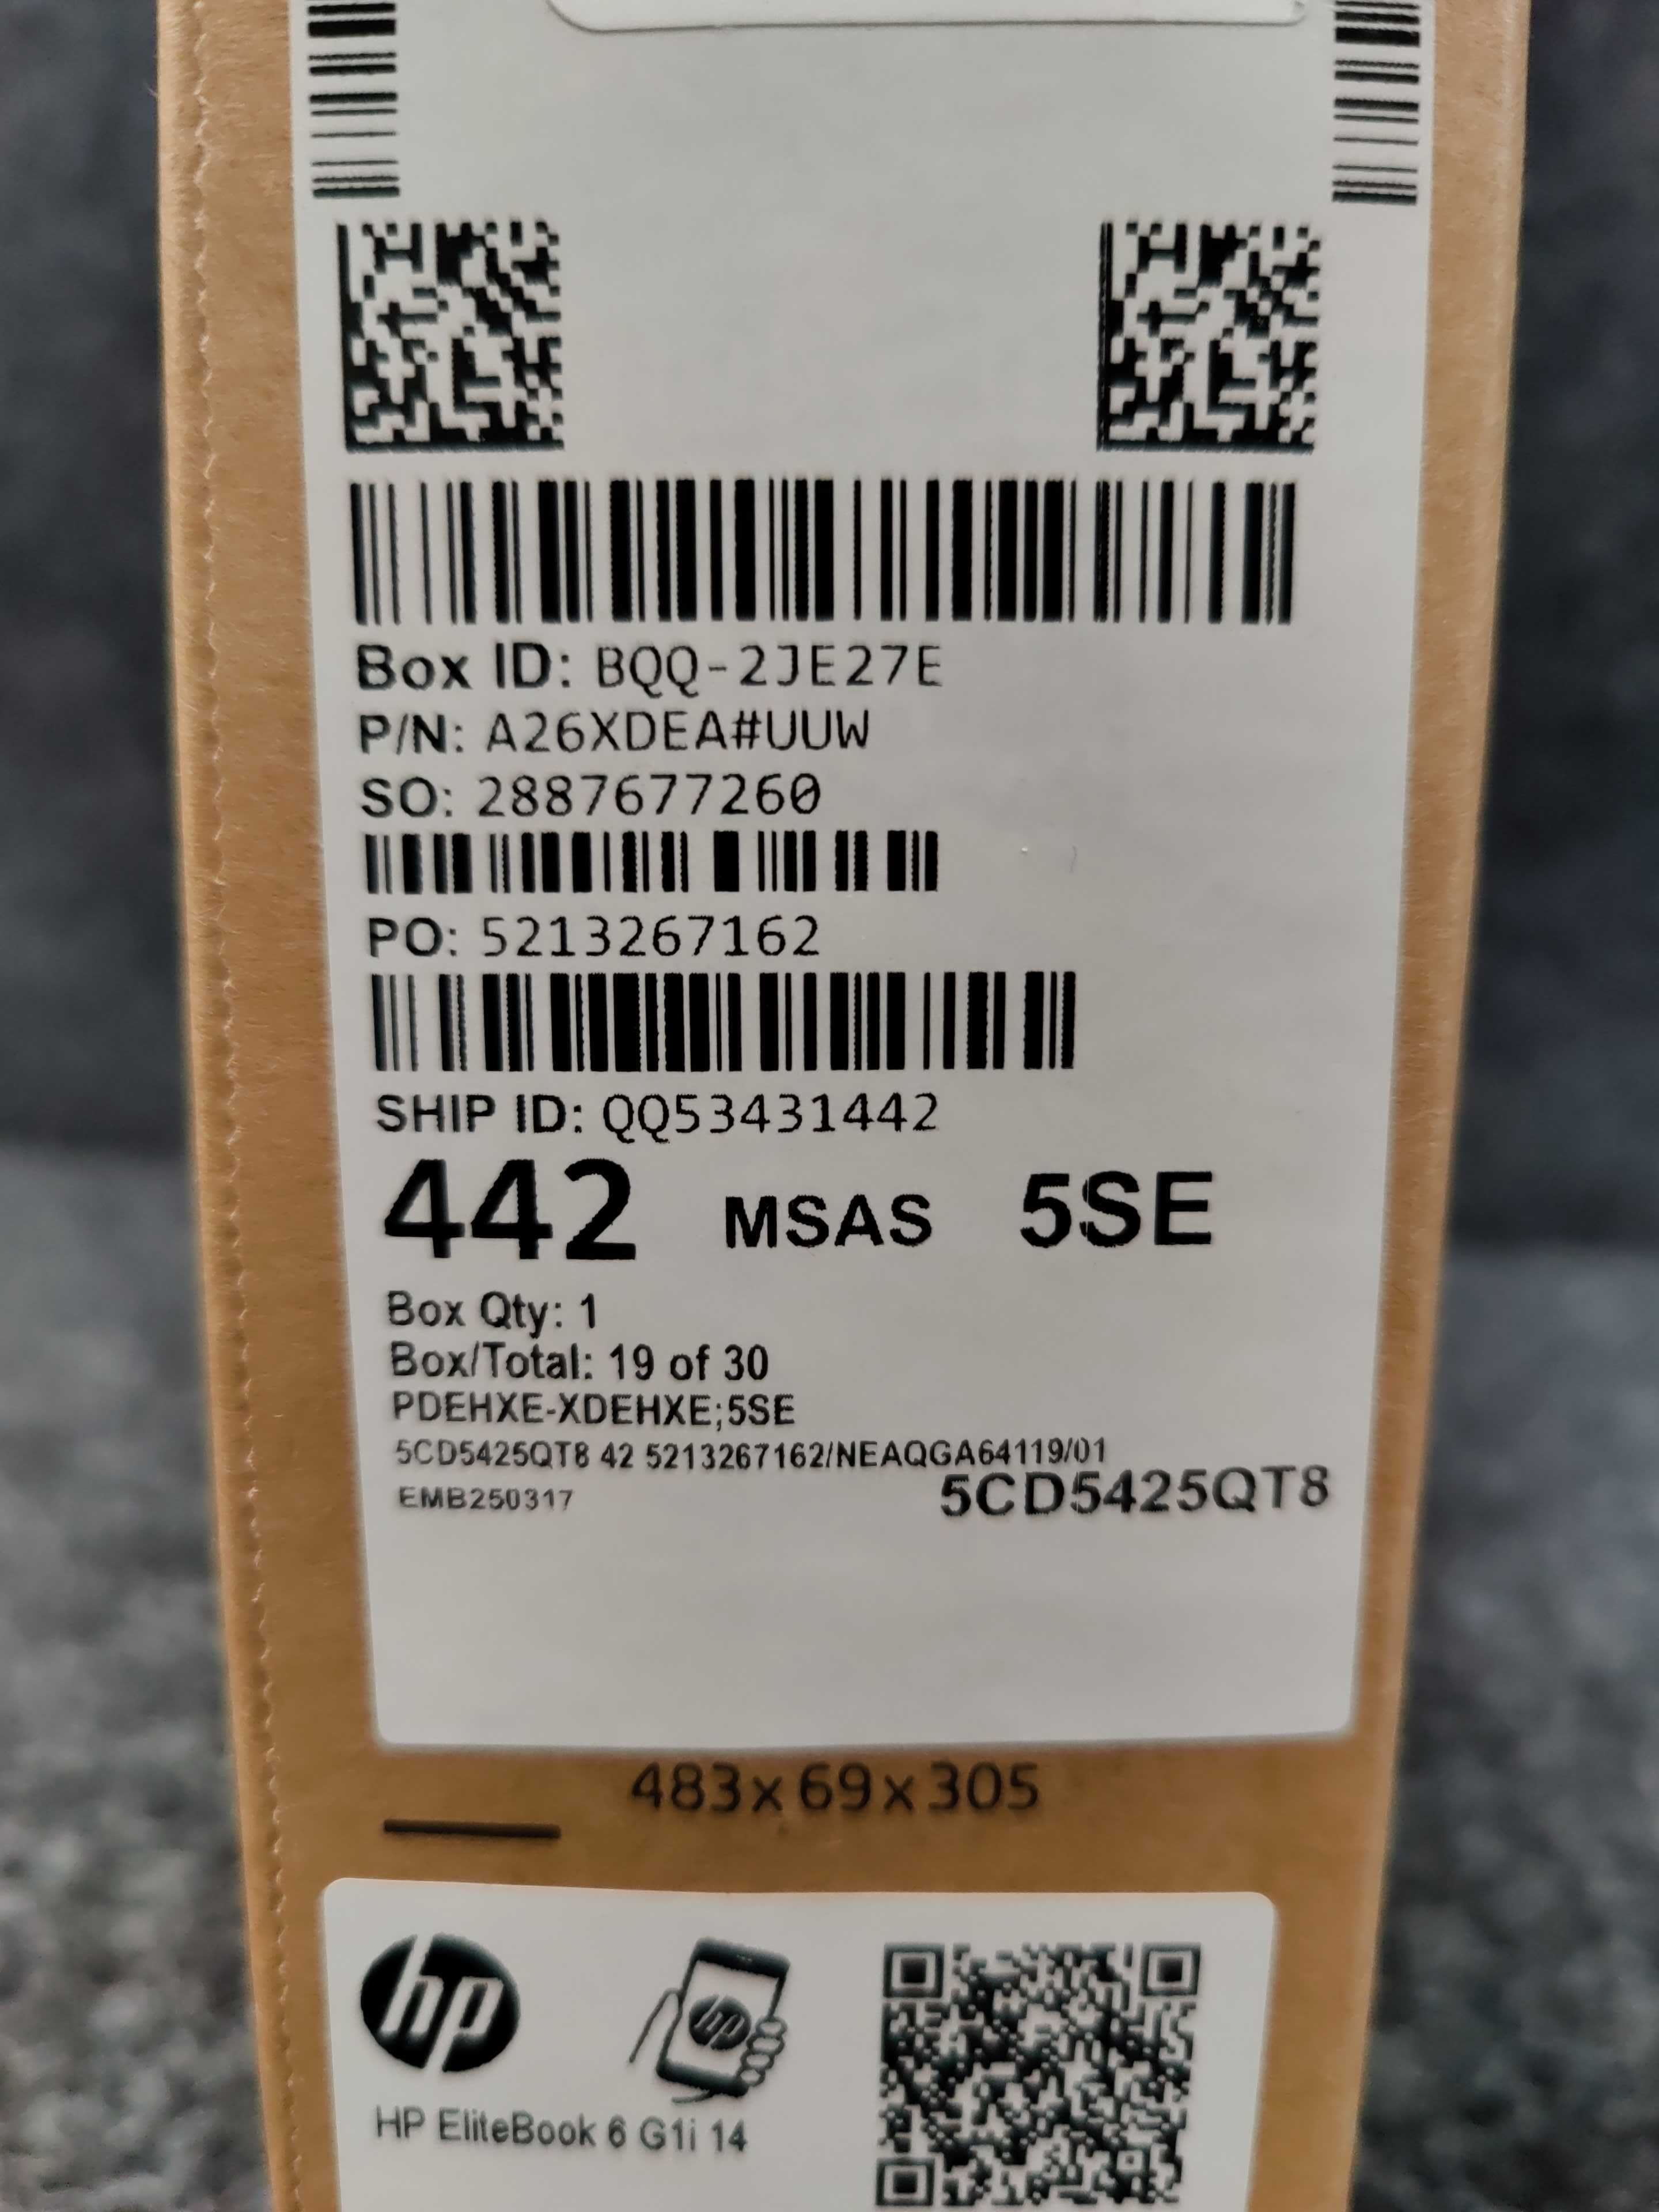 Box ID: BQQ-2JE27E
P/N: A26XDEA#UUW
SO: 2887677260
PO: 5213267162
SHIP ID: QQ53431442
442 MSAS 5SE
Box Qty: 1
Box/Total: 19 of 30
PDEHXE-XDEHXE;5SE
5CD5425QT8 42 5213267162/NEAQGA64119/01
EMB250317 5CD5425QT8
483x69x305
hp
hp
HP EliteBook 6 G1i 14